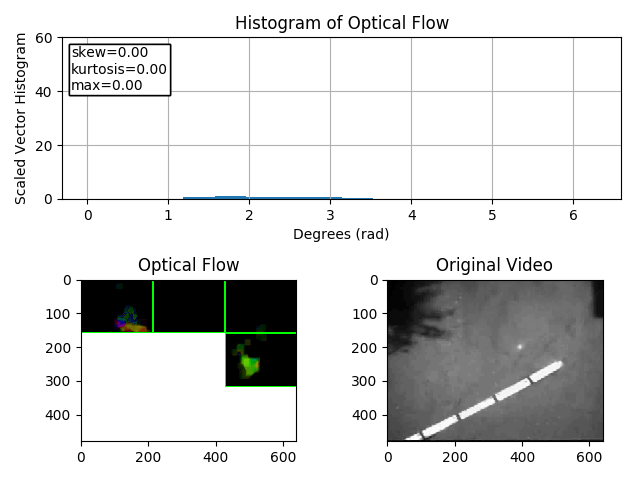 Histogram of Optical Flow
Scaled Vector Histogram
60
40
20
0
skew=0.00
kurtosis=0.00
max=0.00
0 1 2 3 4 5 6
Degrees (rad)
Optical Flow
0
100
200
300
400
0 200 400 600
Original Video
0
100
200
300
400
0 200 400 600